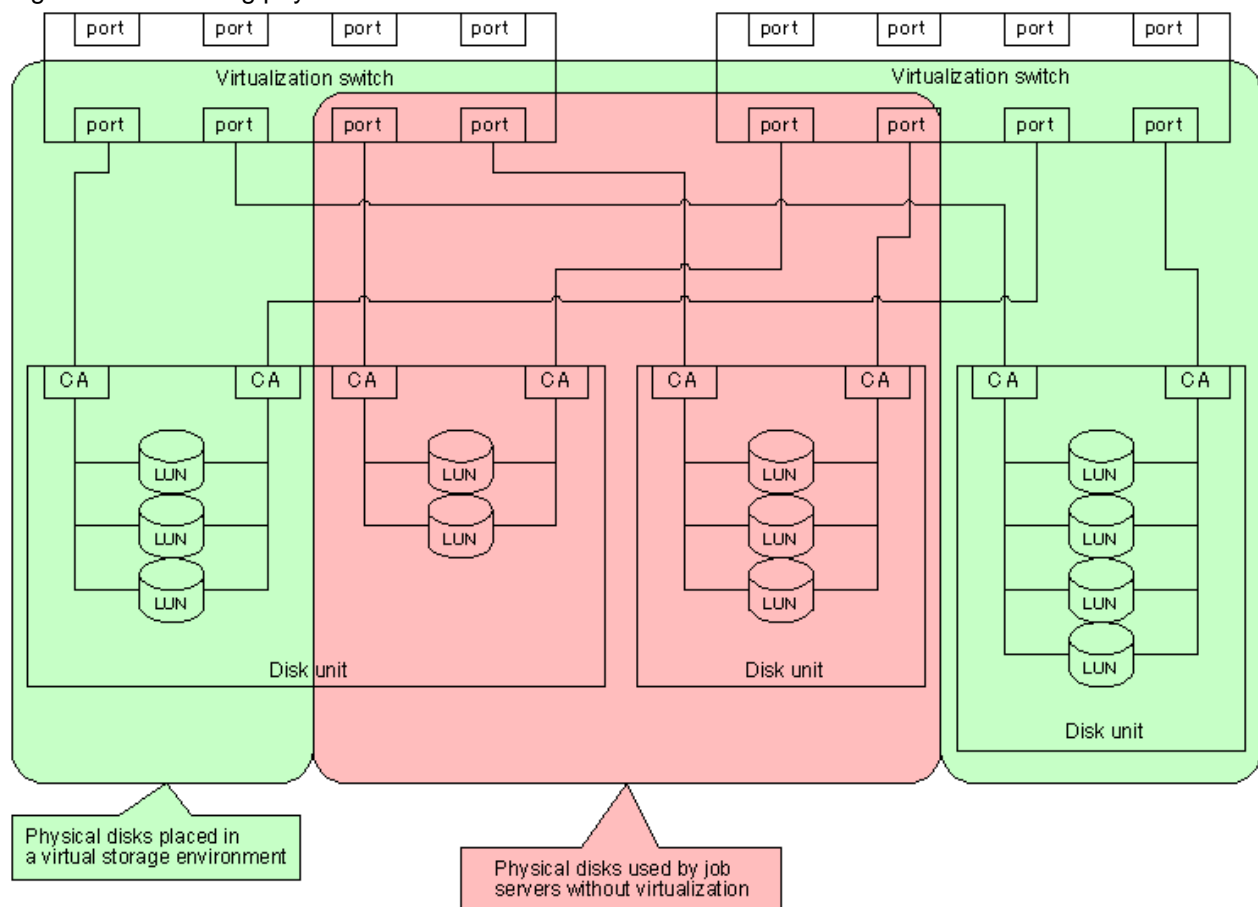 port port port port port port port port
Virtualization switch Virtualization switch
port port port port port port port port
CA CA CA CA CA CA CA CA
LUN LUN LUN LUN
LUN LUN LUN LUN
LUN LUN LUN
LUN
Disk unit Disk unit
Disk unit
Physical disks placed in
a virtual storage environment
Physical disks used by job
servers without virtualization